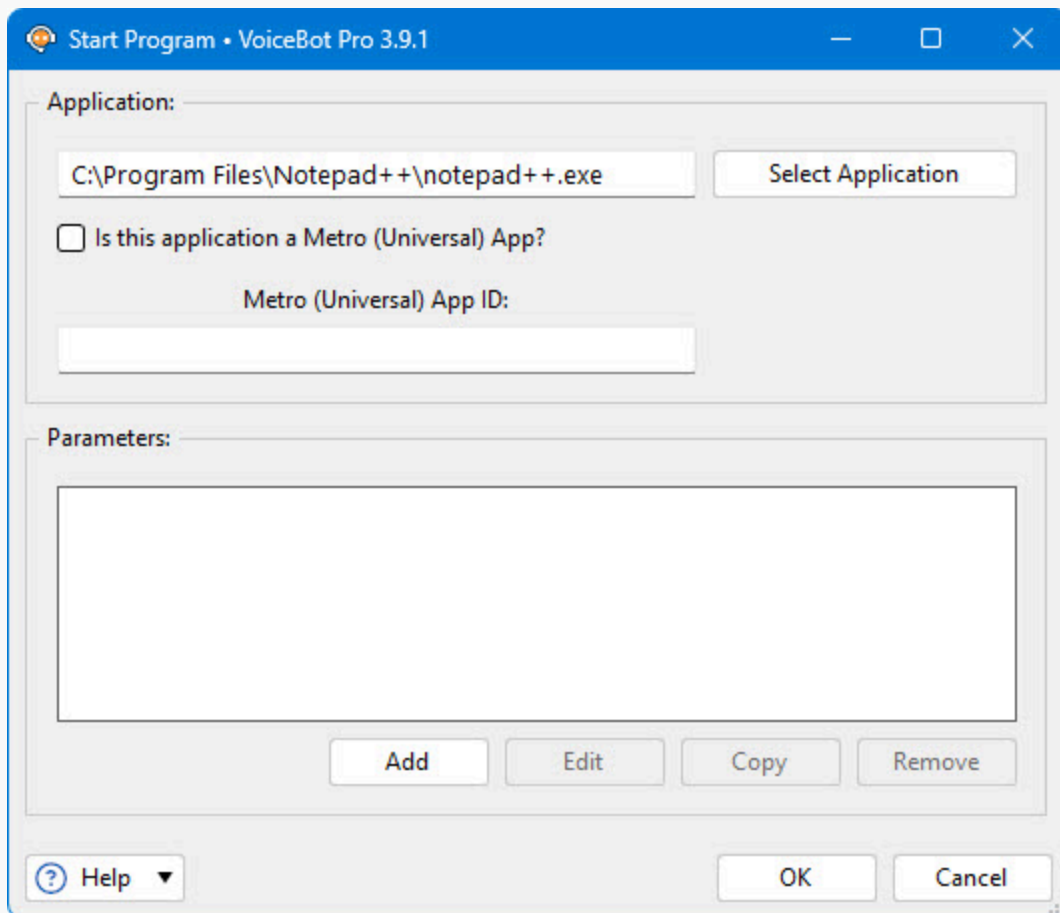 Start Program • VoiceBot Pro 3.9.1
Application:
C:\Program Files\Notepad++\notepad++.exe
Select Application
Is this application a Metro (Universal) App?
Metro (Universal) App ID:
Parameters:
Add Edit Copy Remove
? Help OK Cancel